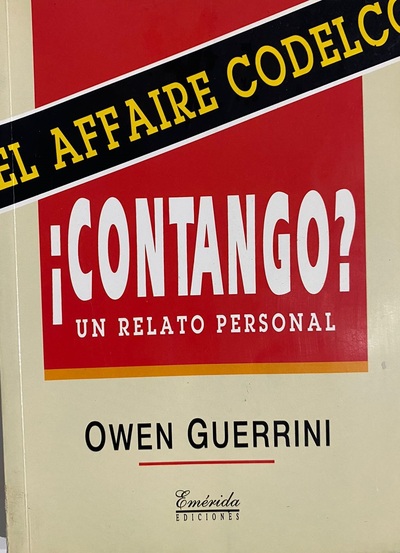 EL AFFAIRE CODELCO
¡CONTANGO?
UN RELATO PERSONAL
OWEN GUERRINI
Emérida
EDICIONES